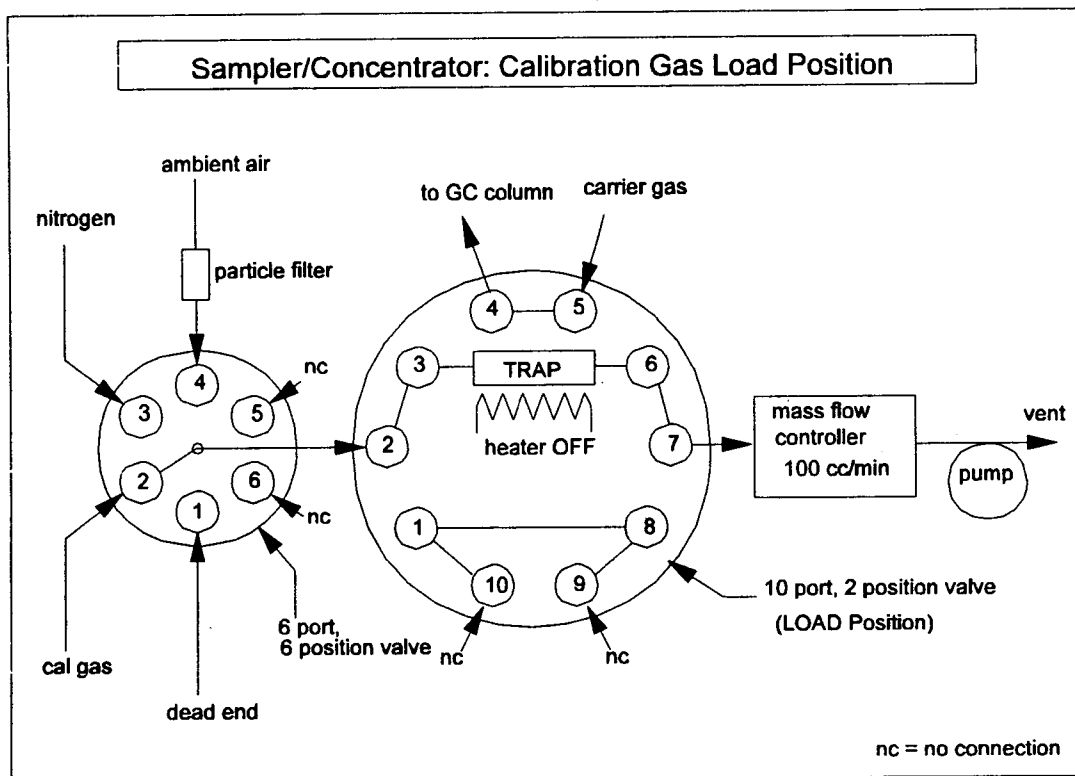 Sampler/Concentrator: Calibration Gas Load Position
ambient air
nitrogen
particle filter
to GC column
carrier gas
4
5
3
TRAP
6
heater OFF
2
7
1
8
10
9
nc
nc
4
3
5
nc
2
6
nc
1
cal gas
dead end
6 port,
6 position valve
mass flow
controller
100 cc/min
vent
pump
10 port, 2 position valve
(LOAD Position)
nc = no connection